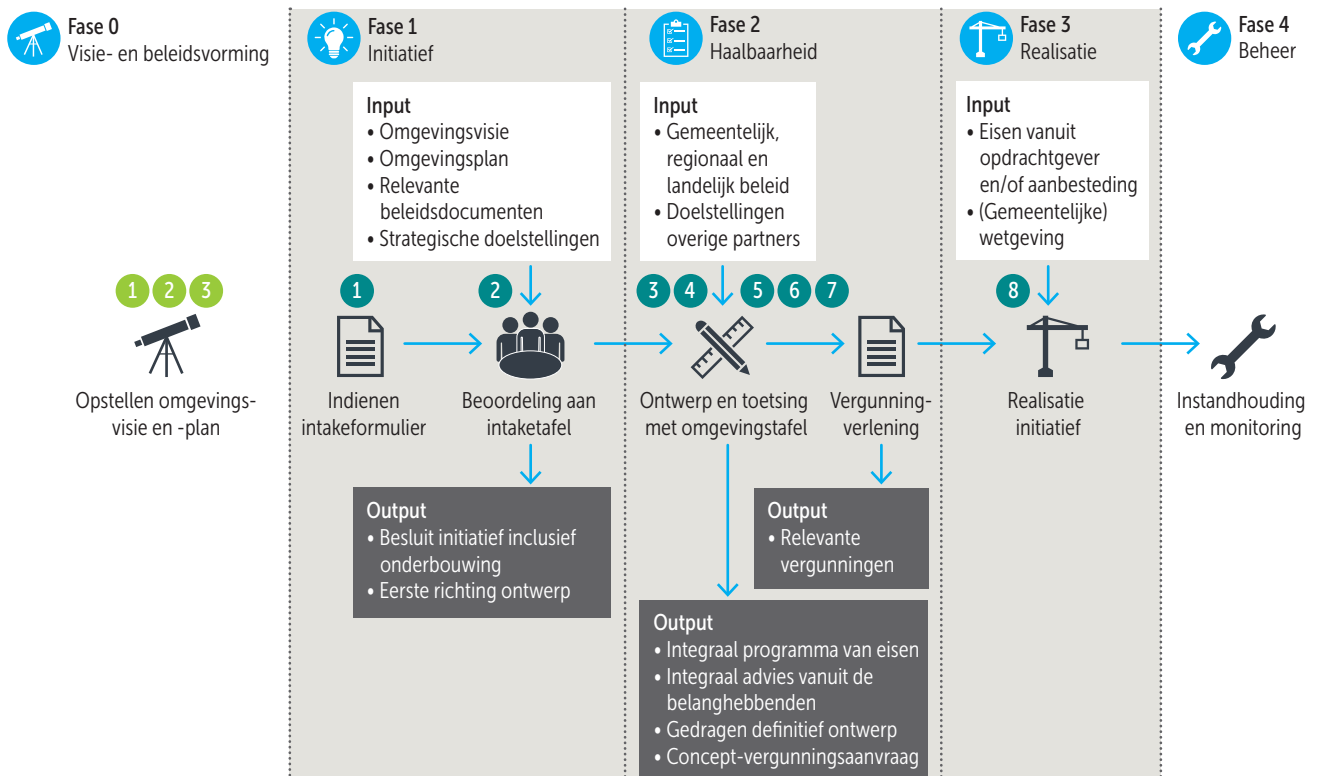 Fase 0
Visie- en beleidsvorming
Fase 1
Initiatief
Fase 2
Haalbaarheid
Fase 3
Realisatie
Fase 4
Beheer
Input
• Omgevingsvisie
• Omgevingsplan
• Relevante
beleidsdocumenten
• Strategische doelstellingen
Input
• Gemeentelijk,
regionaal en
landelijk beleid
• Doelstellingen
overige partners
Input
• Eisen vanuit
opdrachtgever
en/of aanbesteding
• (Gemeentelijke)
wetgeving
1 2 3
1
2
3 4
5 6 7
8
Opstellen omgevings-
visie en -plan
Indienen
intakeformulier
Beoordeling aan
intaketafel
Ontwerp en toetsing
met omgevingstafel
Vergunning-
verlening
Realisatie
initiatief
Instandhouding
en monitoring
Output
• Besluit initiatief inclusief
onderbouwing
• Eerste richting ontwerp
Output
• Relevante
vergunningen
Output
• Integraal programma van eisen
• Integraal advies vanuit de
belanghebbenden
• Gedragen definitief ontwerp
• Concept-vergunningsaanvraag